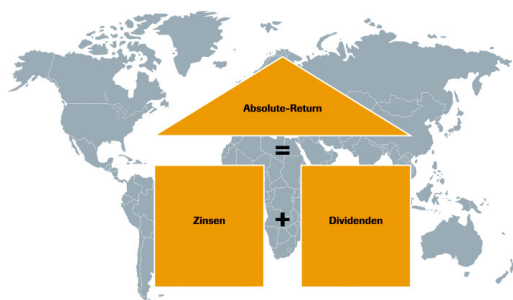 Absolute-Return
=
Zinsen
+
Dividenden